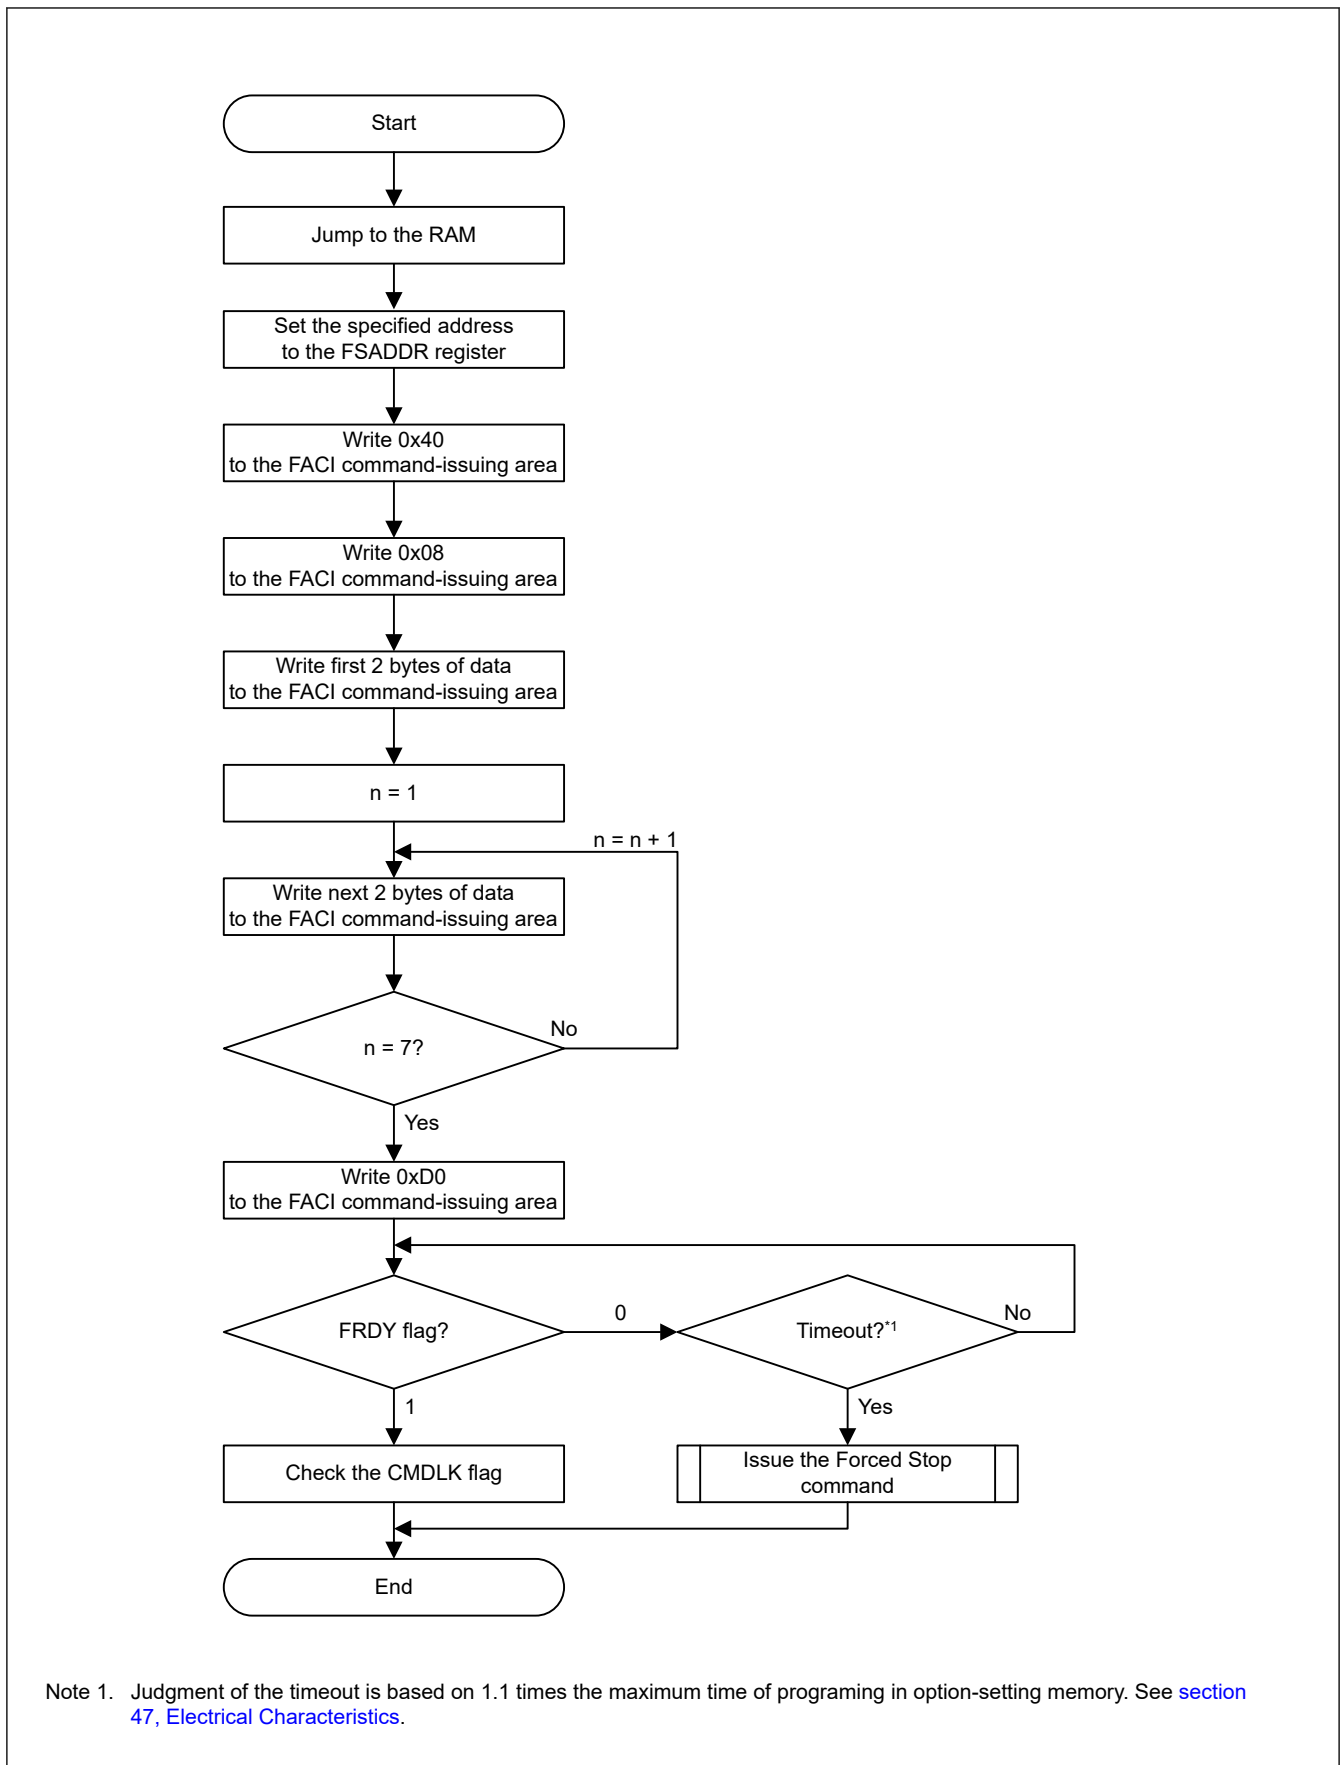 Start
Jump to the RAM
Set the specified address
to the FSADDR register
Write 0x40
to the FACI command-issuing area
Write 0x08
to the FACI command-issuing area
Write first 2 bytes of data
to the FACI command-issuing area
n = 1
n = n + 1
Write next 2 bytes of data
to the FACI command-issuing area
n = 7?
No
Yes
Write 0xD0
to the FACI command-issuing area
FRDY flag?
0
Timeout?*1
No
1
Yes
Check the CMDLK flag
Issue the Forced Stop
command
End
Note 1. Judgment of the timeout is based on 1.1 times the maximum time of programing in option-setting memory. See section
47, Electrical Characteristics.